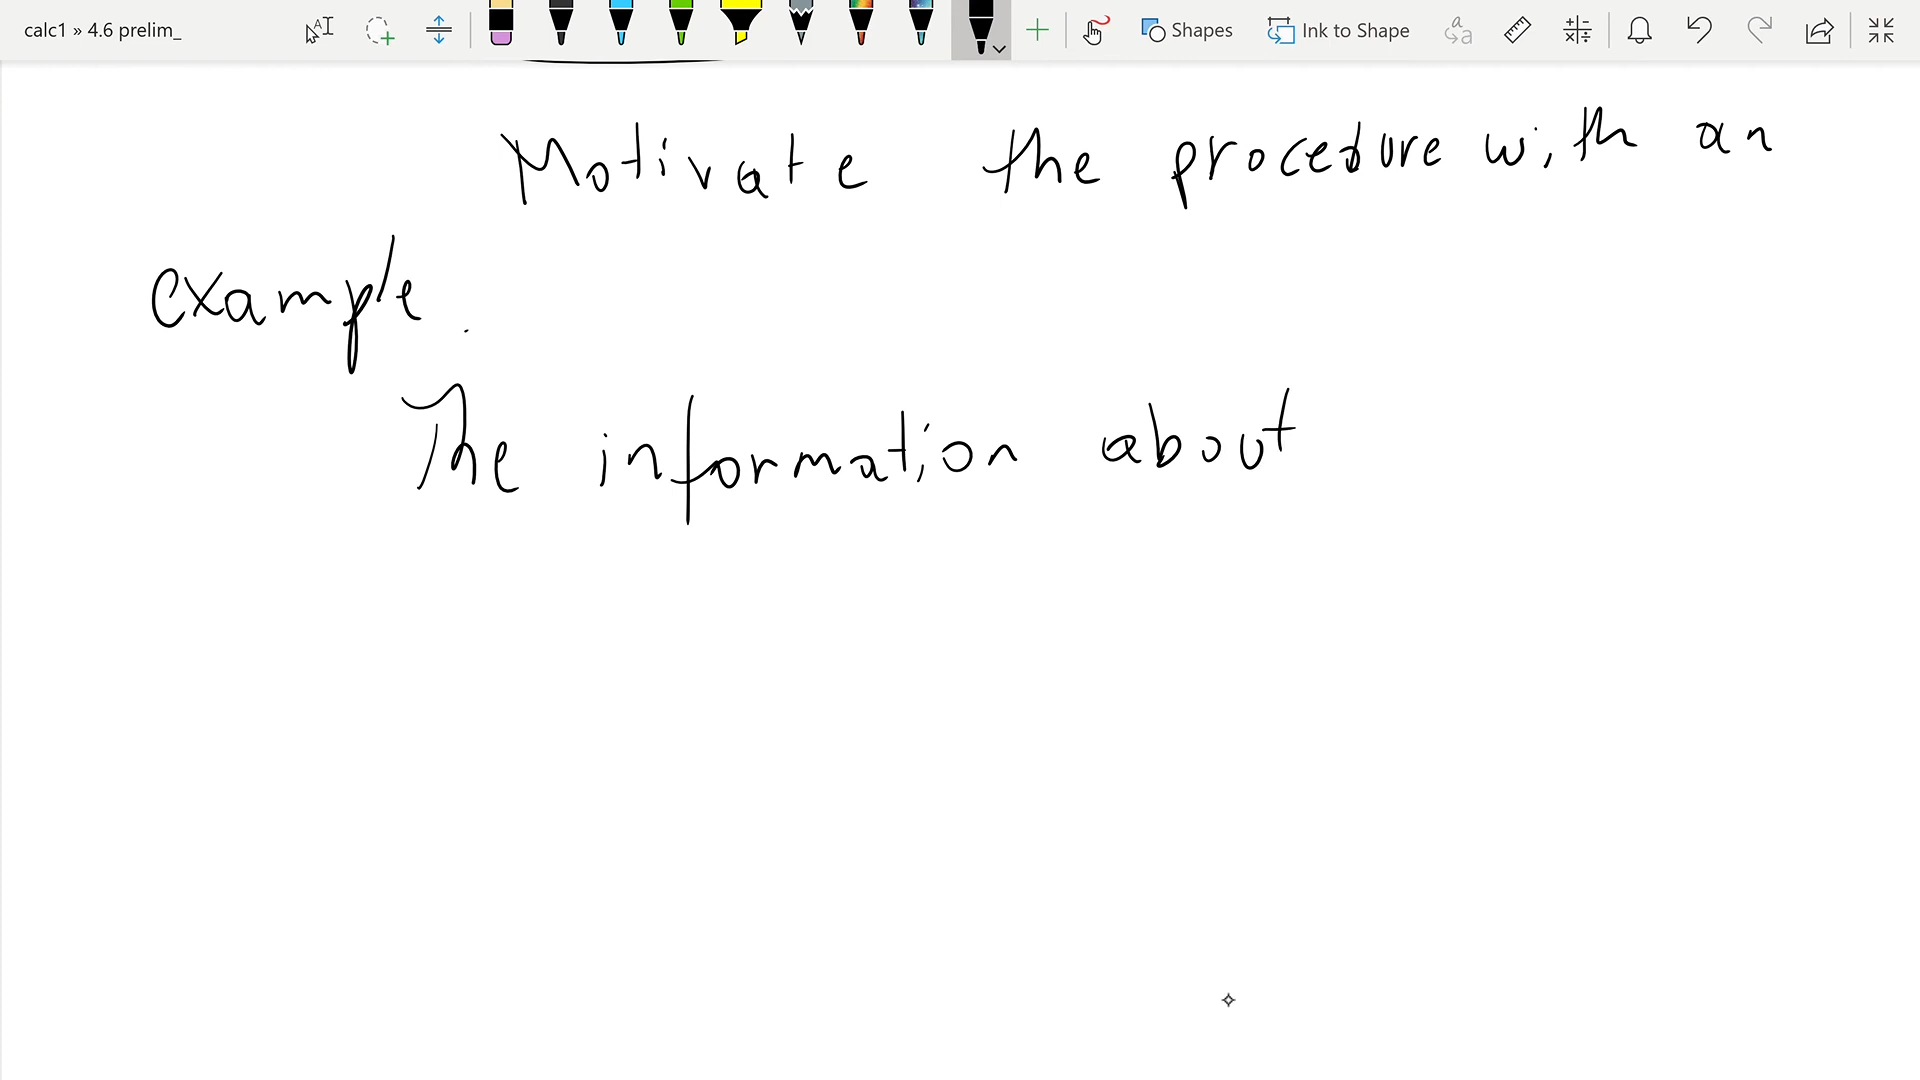 calc1 » 4.6 prelim_
Shapes
Ink to Shape
Motivate the procedure with an
example.
The information about